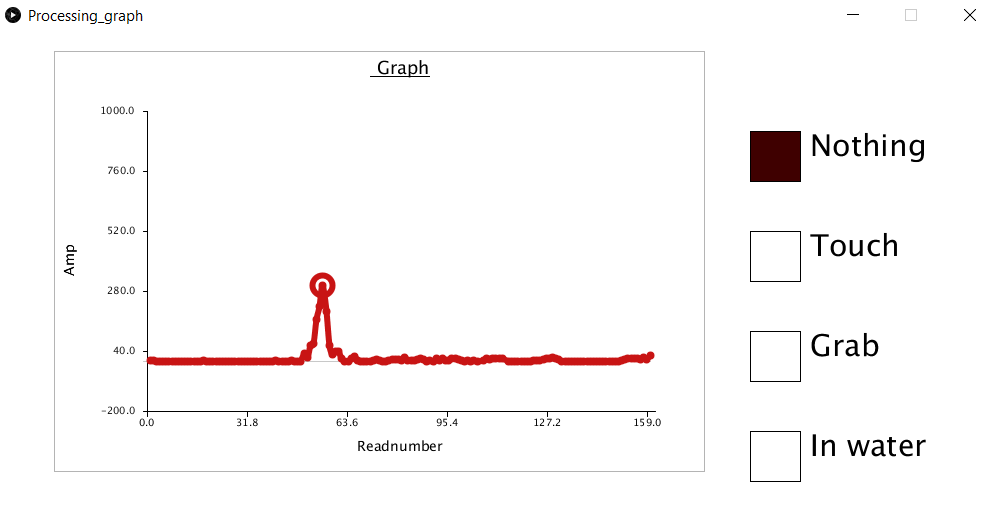 Processing_graph
Graph
1000.0
760.0
520.0
280.0
40.0
-200.0
Amp
0.0 31.8 63.6 95.4 127.2 159.0
Readnumber
Nothing
Touch
Grab
In water